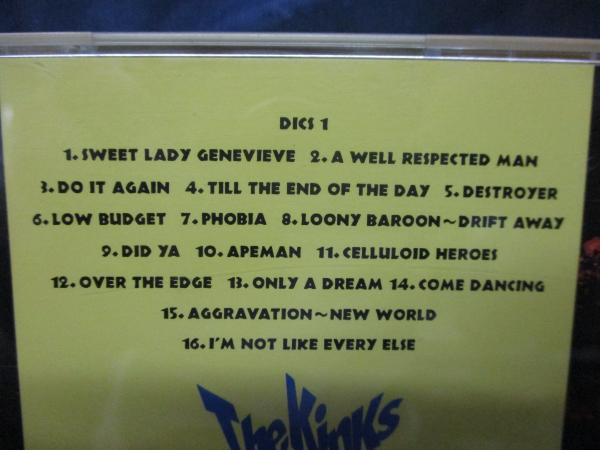 DICS 1
1. SWEET LADY GENEVIEVE 2. A WELL RESPECTED MAN
3. DO IT AGAIN 4. TILL THE END OF THE DAY 5. DESTROYER
6. LOW BUDGET 7. PHOBIA 8. LOONY BAROON~DRIFT AWAY
9. DID YA 10. APEMAN 11. CELLULOID HEROES
12. OVER THE EDGE 13. ONLY A DREAM 14. COME DANCING
15. AGGRAVATION~NEW WORLD
16. I'M NOT LIKE EVERY ELSE
The Kinks